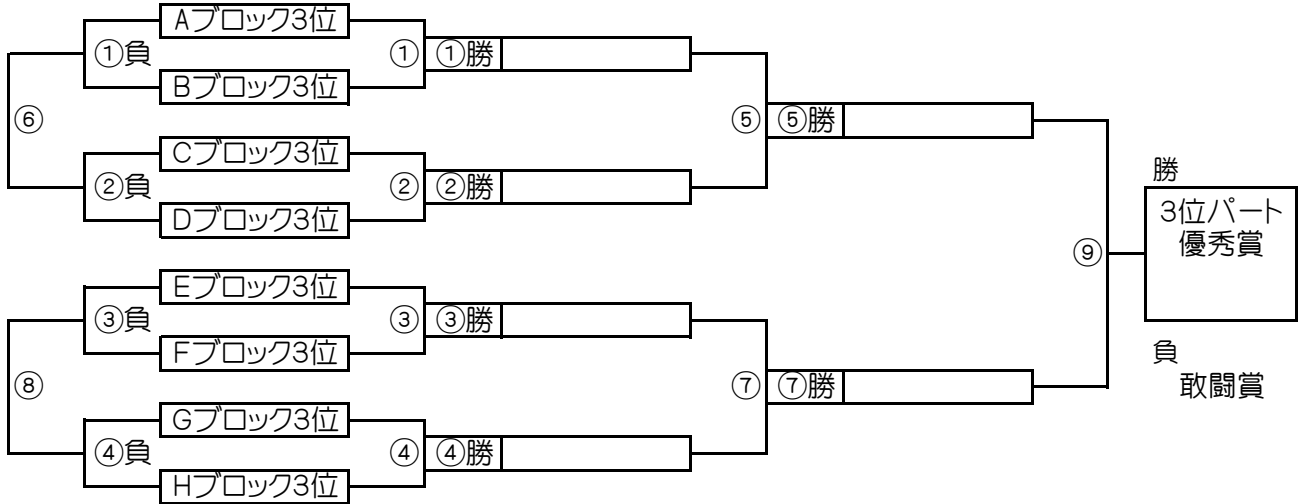 Aブロック3位
①負
①
①勝
Bブロック3位
⑥
⑤
⑤勝
Cブロック3位
②負
②
②勝
Dブロック3位
勝
3位パート
優秀賞
⑨
Eブロック3位
③負
③
③勝
Fブロック3位
負
敢闘賞
⑧
⑦
⑦勝
Gブロック3位
④負
④
④勝
Hブロック3位